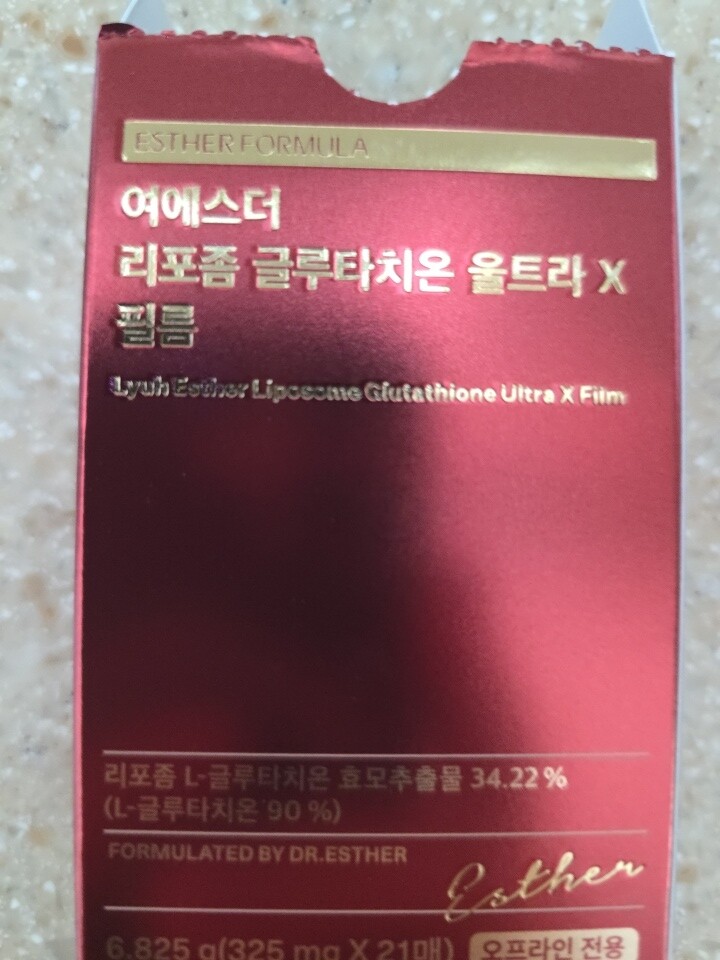 ESTHER FORMULA
여에스더
리포좀 글루타치온 울트라 X
필름
Lyuh Esther Liposome Glutathione Ultra X Film
리포좀 L-글루타치온 효모추출물 34.22 %
(L-글루타치온 90 %)
FORMULATED BY DR.ESTHER
Esther
6.825 g(325 mg X 21매) 오프라인 전용